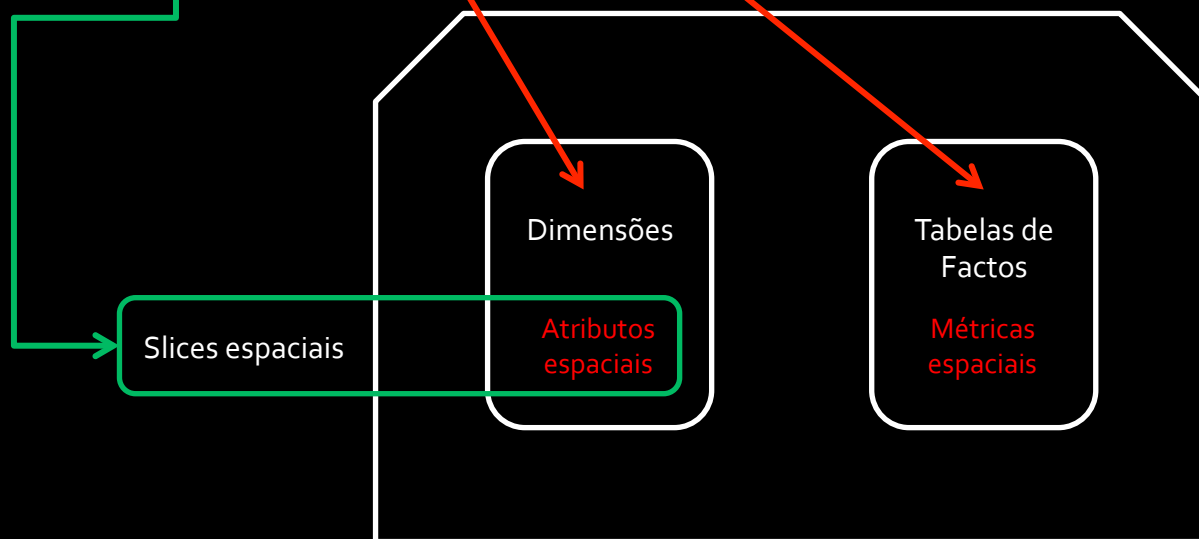 Dimensões
Tabelas de
Factos
Slices espaciais
Atributos
espaciais
Métricas
espaciais